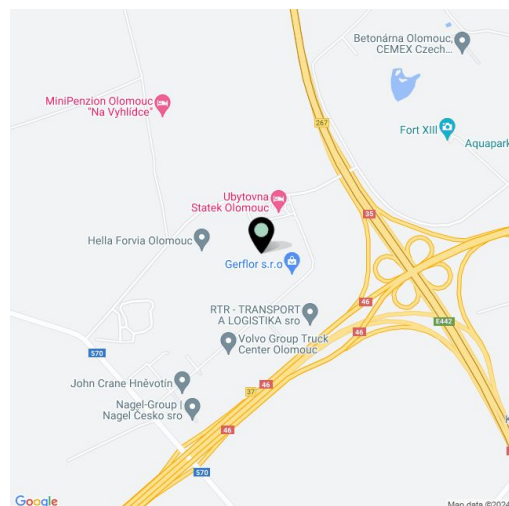 Betonárna Olomouc,
CEMEX Czech...
MiniPenzion Olomouc
"Na Vyhlídce"
267
Fort XIII
Aquapark
Ubytovna
Statek Olomouc
35
Hella Forvia Olomouc
Gerflor s.r.o
46
RTR - TRANSPORT
A LOGISTIKA sro
E442
46
Volvo Group Truck
Center Olomouc
570
John Crane Hněvotín
46
37
Nagel-Group |
Nagel Česko sro
46
570
Google
Map data ©2024